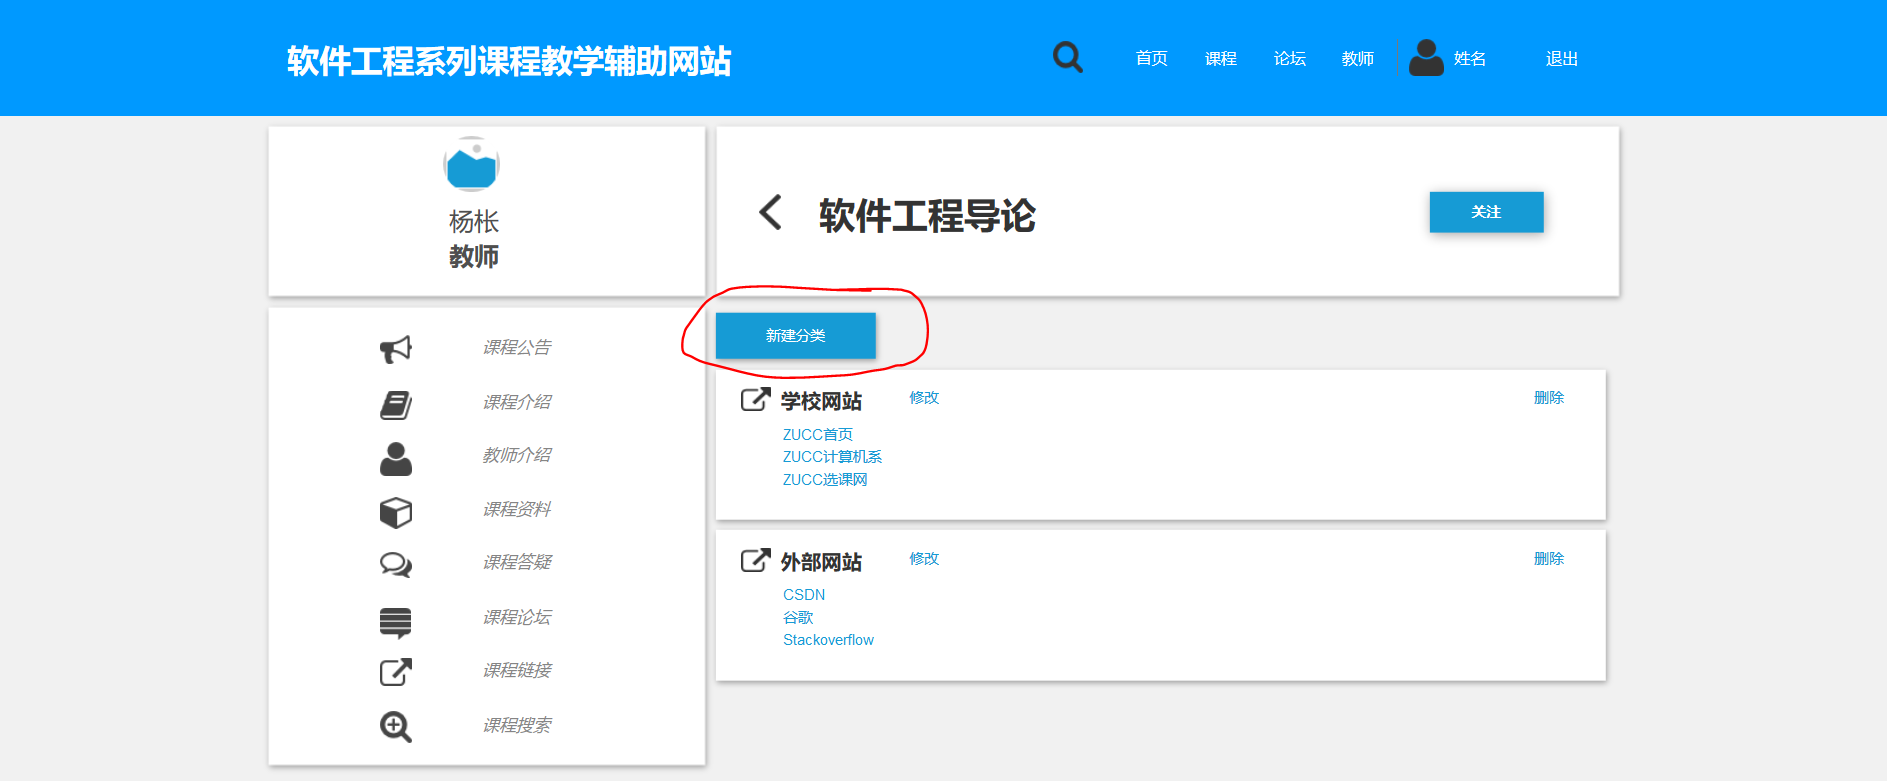 软件工程系列课程教学辅助网站
首页 课程 论坛 教师 姓名 退出
杨枨
教师
软件工程导论
关注
课程公告
课程介绍
教师介绍
课程资料
课程答疑
课程论坛
课程链接
课程搜索
新建分类
学校网站 修改 删除
ZUCC首页
ZUCC计算机系
ZUCC选课网
外部网站 修改 删除
CSDN
谷歌
Stackoverflow